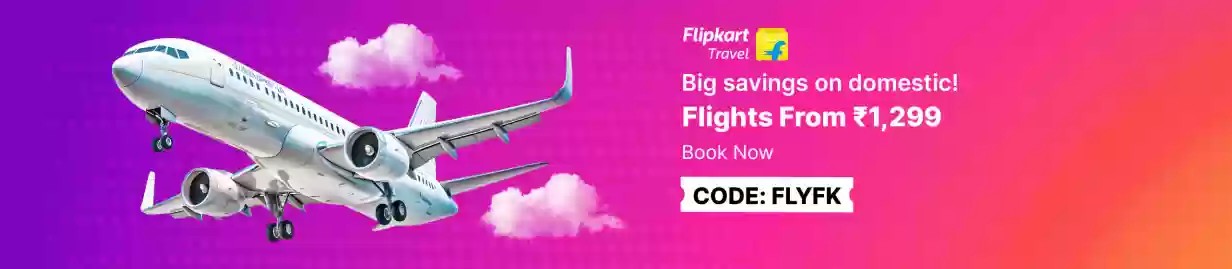 Flipkart
Travel
Big savings on domestic!
Flights From ₹1,299
Book Now
CODE: FLYFK